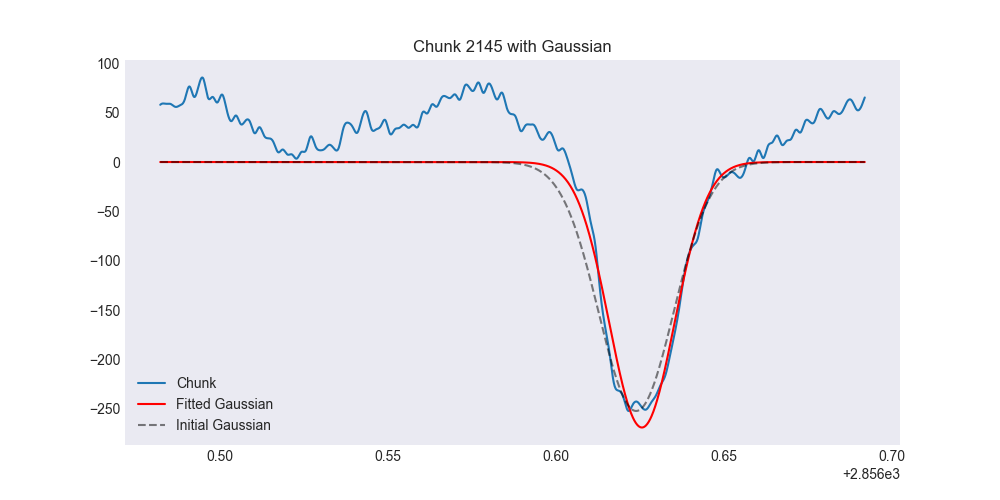 Chunk 2145 with Gaussian
100
50
0
−50
−100
−150
−200
−250
Chunk
Fitted Gaussian
Initial Gaussian
0.50
0.55
0.60
0.65
0.70
+2.856e3